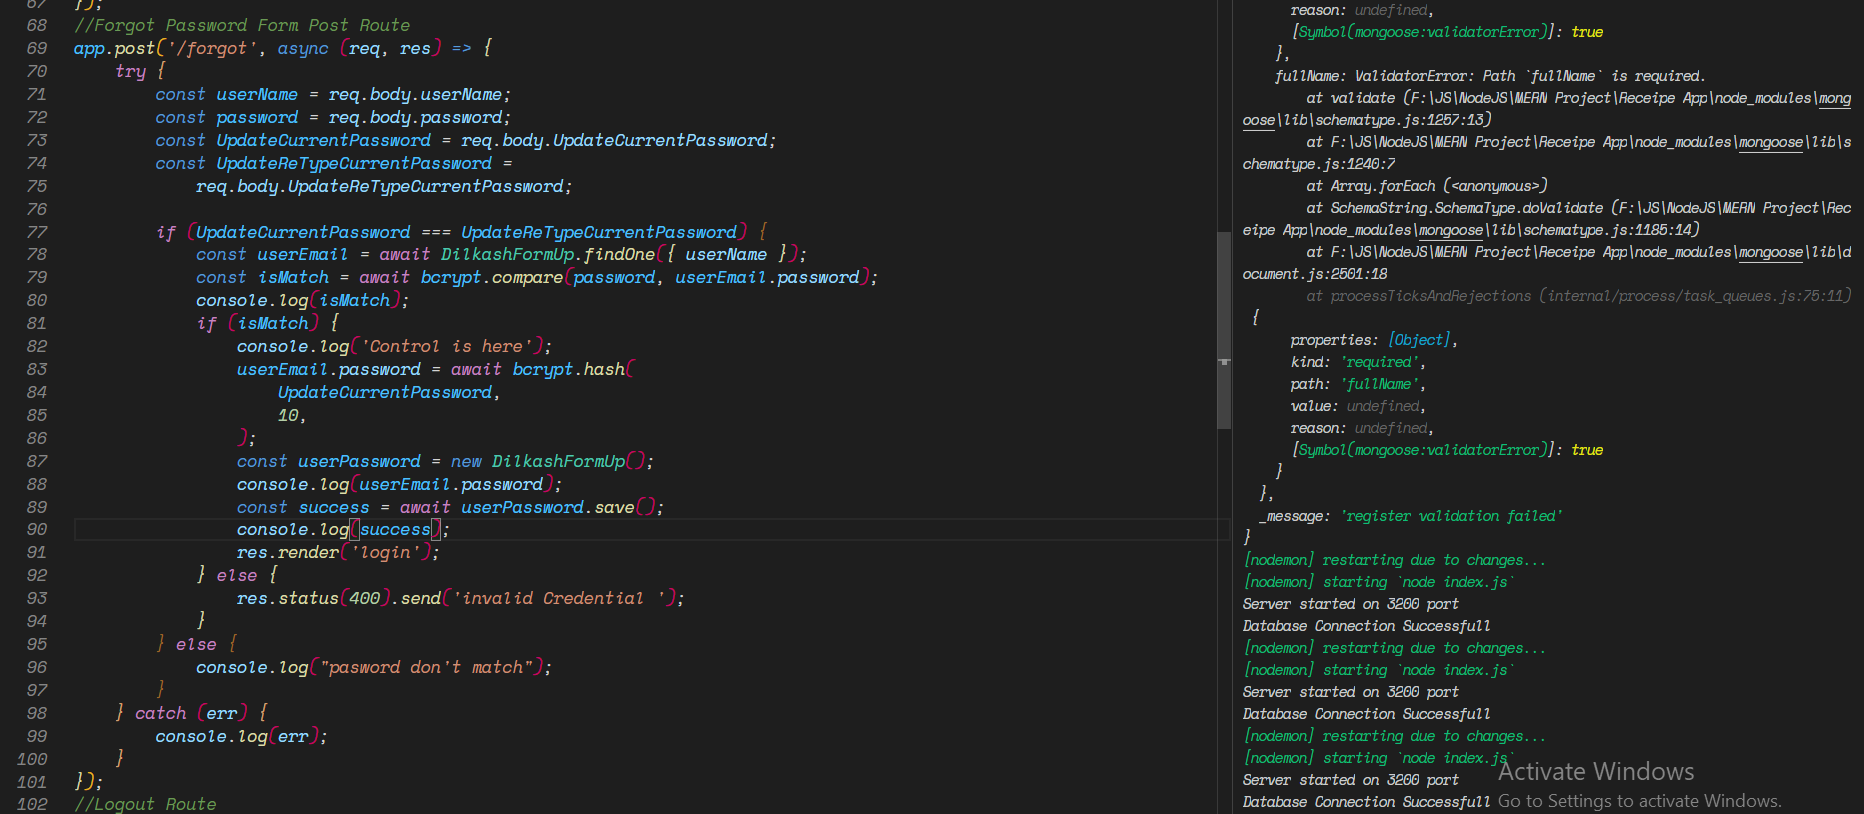 67 });
68 //Forgot Password Form Post Route
69 app.post('/forgot', async (req, res) => {
70 try {
71 const userName = req.body.userName;
72 const password = req.body.password;
73 const UpdateCurrentPassword = req.body.UpdateCurrentPassword;
74 const UpdateReTypeCurrentPassword =
75 req.body.UpdateReTypeCurrentPassword;
76
77 if (UpdateCurrentPassword === UpdateReTypeCurrentPassword) {
78 const userEmail = await DilkashFormUp.findOne({ userName });
79 const isMatch = await bcrypt.compare(password, userEmail.password);
80 console.log(isMatch);
81 if (isMatch) {
82 console.log('Control is here');
83 userEmail.password = await bcrypt.hash(
84 UpdateCurrentPassword,
85 10,
86 );
87 const userPassword = new DilkashFormUp();
88 console.log(userEmail.password);
89 const success = await userPassword.save();
90 console.log(success);
91 res.render('login');
92 } else {
93 res.status(400).send('invalid Credential ');
94 }
95 } else {
96 console.log("pasword don't match");
97 }
98 } catch (err) {
99 console.log(err);
100 }
101 });
102 //Logout Route
reason: undefined,
[Symbol(mongoose:validatorError)]: true
},
fullName: ValidatorError: Path `fullName` is required.
at validate (F:\JS\NodeJS\MERN Project\Receipe App\node_modules\mong
oose\lib\schematype.js:1257:13)
at F:\JS\NodeJS\MERN Project\Receipe App\node_modules\mongoose\lib\s
chematype.js:1240:7
at Array.forEach (<anonymous>)
at SchemaString.SchemaType.doValidate (F:\JS\NodeJS\MERN Project\Rec
eipe App\node_modules\mongoose\lib\schematype.js:1185:14)
at F:\JS\NodeJS\MERN Project\Receipe App\node_modules\mongoose\lib\d
ocument.js:2501:18
at processTicksAndRejections (internal/process/task_queues.js:75:11)
{
properties: [Object],
kind: 'required',
path: 'fullName',
value: undefined,
reason: undefined,
[Symbol(mongoose:validatorError)]: true
}
},
_message: 'register validation failed'
}
[nodemon] restarting due to changes...
[nodemon] starting `node index.js`
Server started on 3200 port
Database Connection Successfull
[nodemon] restarting due to changes...
[nodemon] starting `node index.js`
Server started on 3200 port
Database Connection Successfull
[nodemon] restarting due to changes...
[nodemon] starting `node index.js`
Server started on 3200 port
Database Connection Successfull
Activate Windows
Go to Settings to activate Windows.